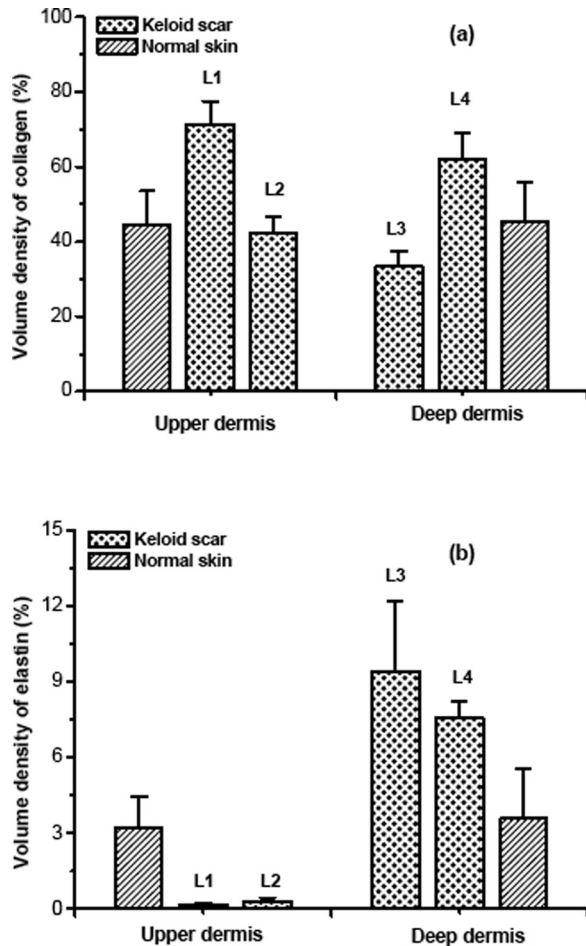 Volume density of collagen (%)
100
80
60
40
20
0
Keloid scar
Normal skin
(a)
L1
L2
L3
L4
Upper dermis
Deep dermis
Volume density of elastin (%)
15
12
9
6
3
0
Keloid scar
Normal skin
(b)
L1
L2
L3
L4
Upper dermis
Deep dermis